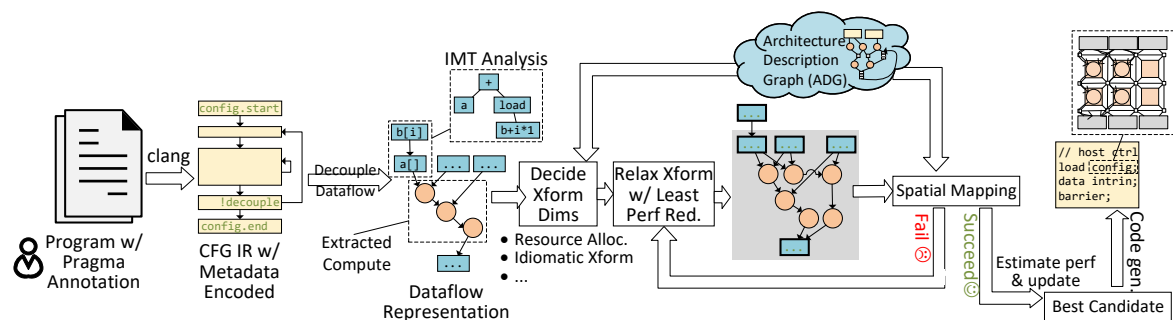 Program w/
Pragma
Annotation
clang
config.start
!decouple
config.end
CFG IR w/
Metadata
Encoded
Decouple
Dataflow
IMT Analysis
+
a
load
b+i*1
b[i]
a[]
...
...
...
Extracted
Compute
Dataflow
Representation
Decide
Xform
Dims
• Resource Alloc.
• Idiomatic Xform
• ...
Relax Xform
w/ Least
Perf Red.
Architecture
Description
Graph (ADG)
...
...
...
...
...
Spatial Mapping
Fail
Succeed
Estimate perf
& update
Best Candidate
Code gen.
// host ctrl
load config;
data intrin;
barrier;